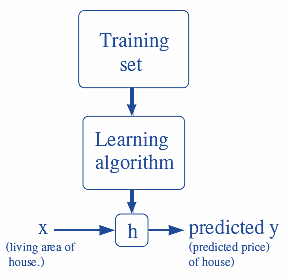 Training
set
Learning
algorithm
x
h
predicted y
(living area of
house.)
(predicted price)
of house)